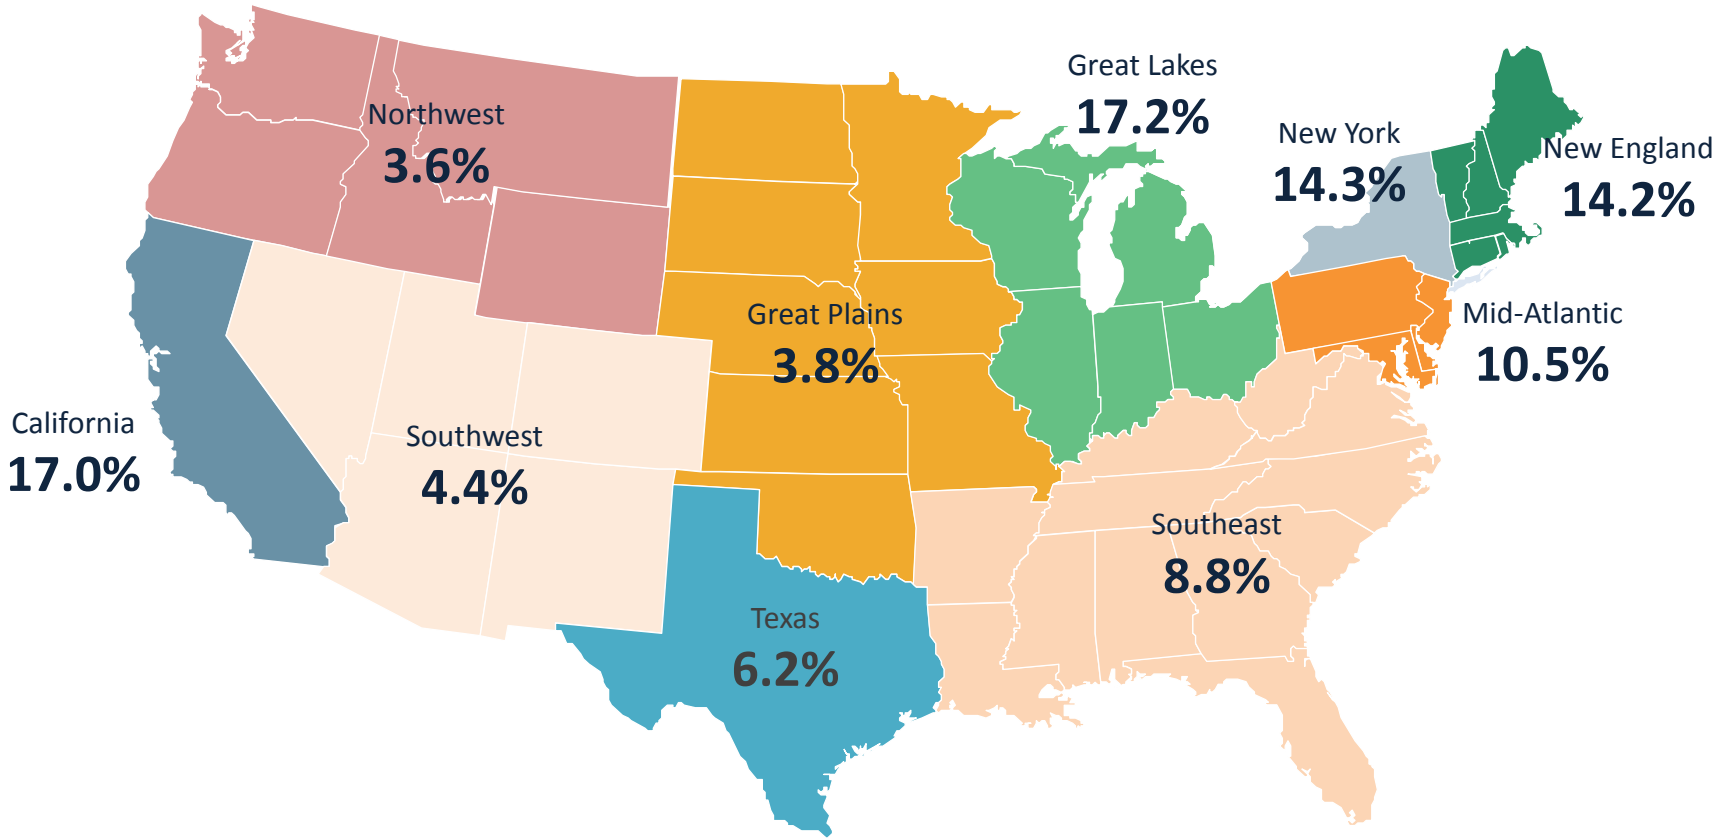 Great Lakes
17.2%
Northwest
3.6%
New York
14.3%
New England
14.2%
Great Plains
3.8%
Mid-Atlantic
10.5%
California
17.0%
Southwest
4.4%
Southeast
8.8%
Texas
6.2%